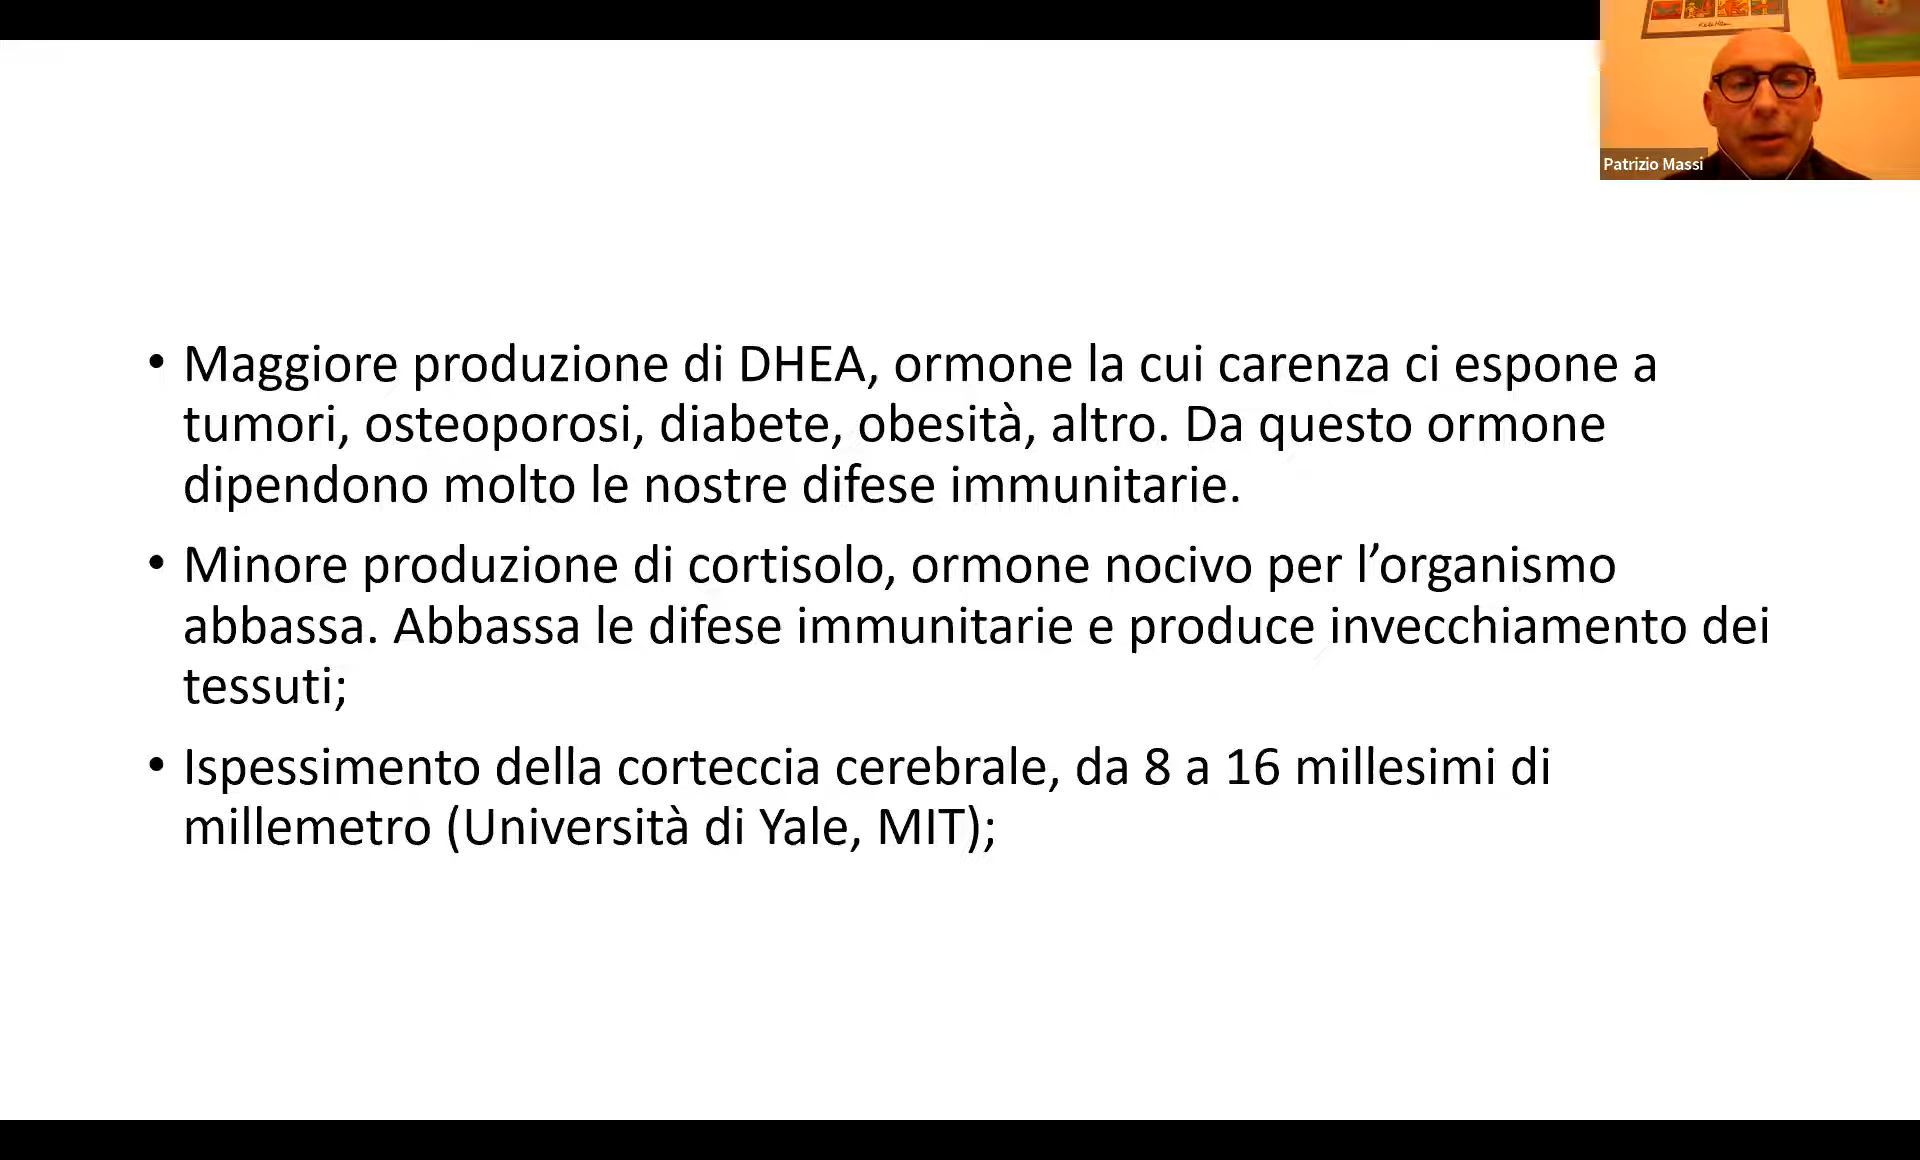 Patrizio Massi
• Maggiore produzione di DHEA, ormone la cui carenza ci espone a
tumori, osteoporosi, diabete, obesità, altro. Da questo ormone
dipendono molto le nostre difese immunitarie.
• Minore produzione di cortisolo, ormone nocivo per l’organismo
abbassa. Abbassa le difese immunitarie e produce invecchiamento dei
tessuti;
• Ispessimento della corteccia cerebrale, da 8 a 16 millesimi di
millemetro (Università di Yale, MIT);